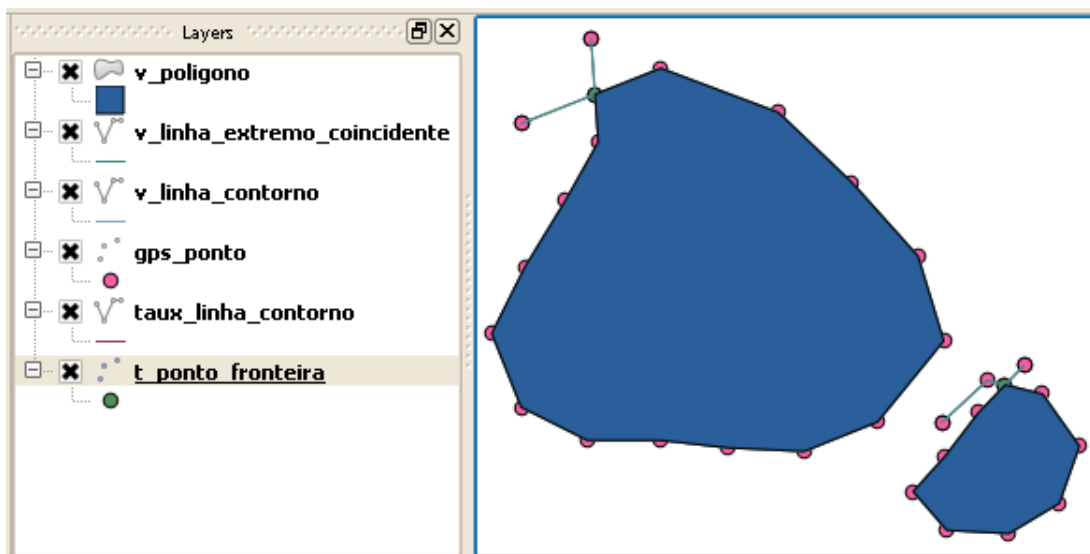 Layers
v_poligono
v_linha_extremo_coincidente
v_linha_contorno
gps_ponto
taux_linha_contorno
t_ponto_fronteira